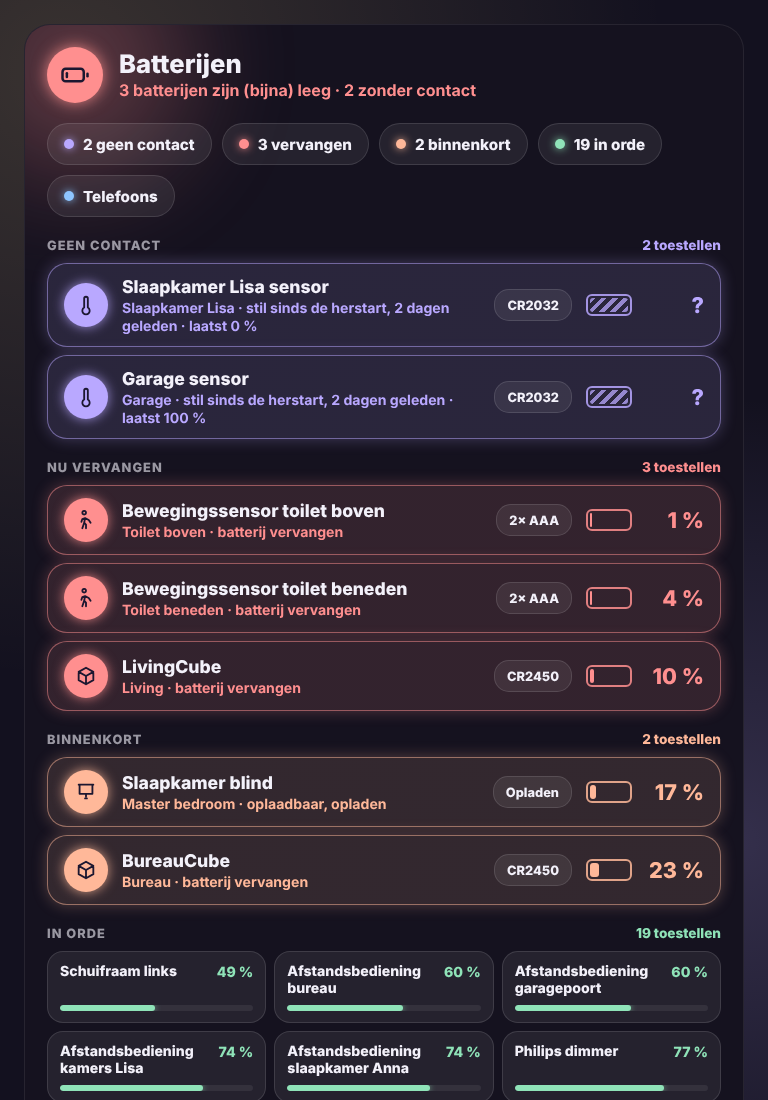 Batterijen
3 batterijen zijn (bijna) leeg · 2 zonder contact
2 geen contact
3 vervangen
2 binnenkort
19 in orde
Telefoons
GEEN CONTACT
2 toestellen
Slaapkamer Lisa sensor
Slaapkamer Lisa · stil sinds de herstart, 2 dagen
geleden · laatst 0 %
CR2032
?
Garage sensor
Garage · stil sinds de herstart, 2 dagen geleden ·
laatst 100 %
CR2032
?
NU VERVANGEN
3 toestellen
Bewegingssensor toilet boven
Toilet boven · batterij vervangen
2× AAA
1 %
Bewegingssensor toilet beneden
Toilet beneden · batterij vervangen
2× AAA
4 %
LivingCube
Living · batterij vervangen
CR2450
10 %
BINNENKORT
2 toestellen
Slaapkamer blind
Master bedroom · oplaadbaar, opladen
Opladen
17 %
BureauCube
Bureau · batterij vervangen
CR2450
23 %
IN ORDE
19 toestellen
Schuifraam links
49 %
Afstandsbediening
bureau
60 %
Afstandsbediening
garagepoort
60 %
Afstandsbediening
kamers Lisa
74 %
Afstandsbediening
slaapkamer Anna
74 %
Philips dimmer
77 %